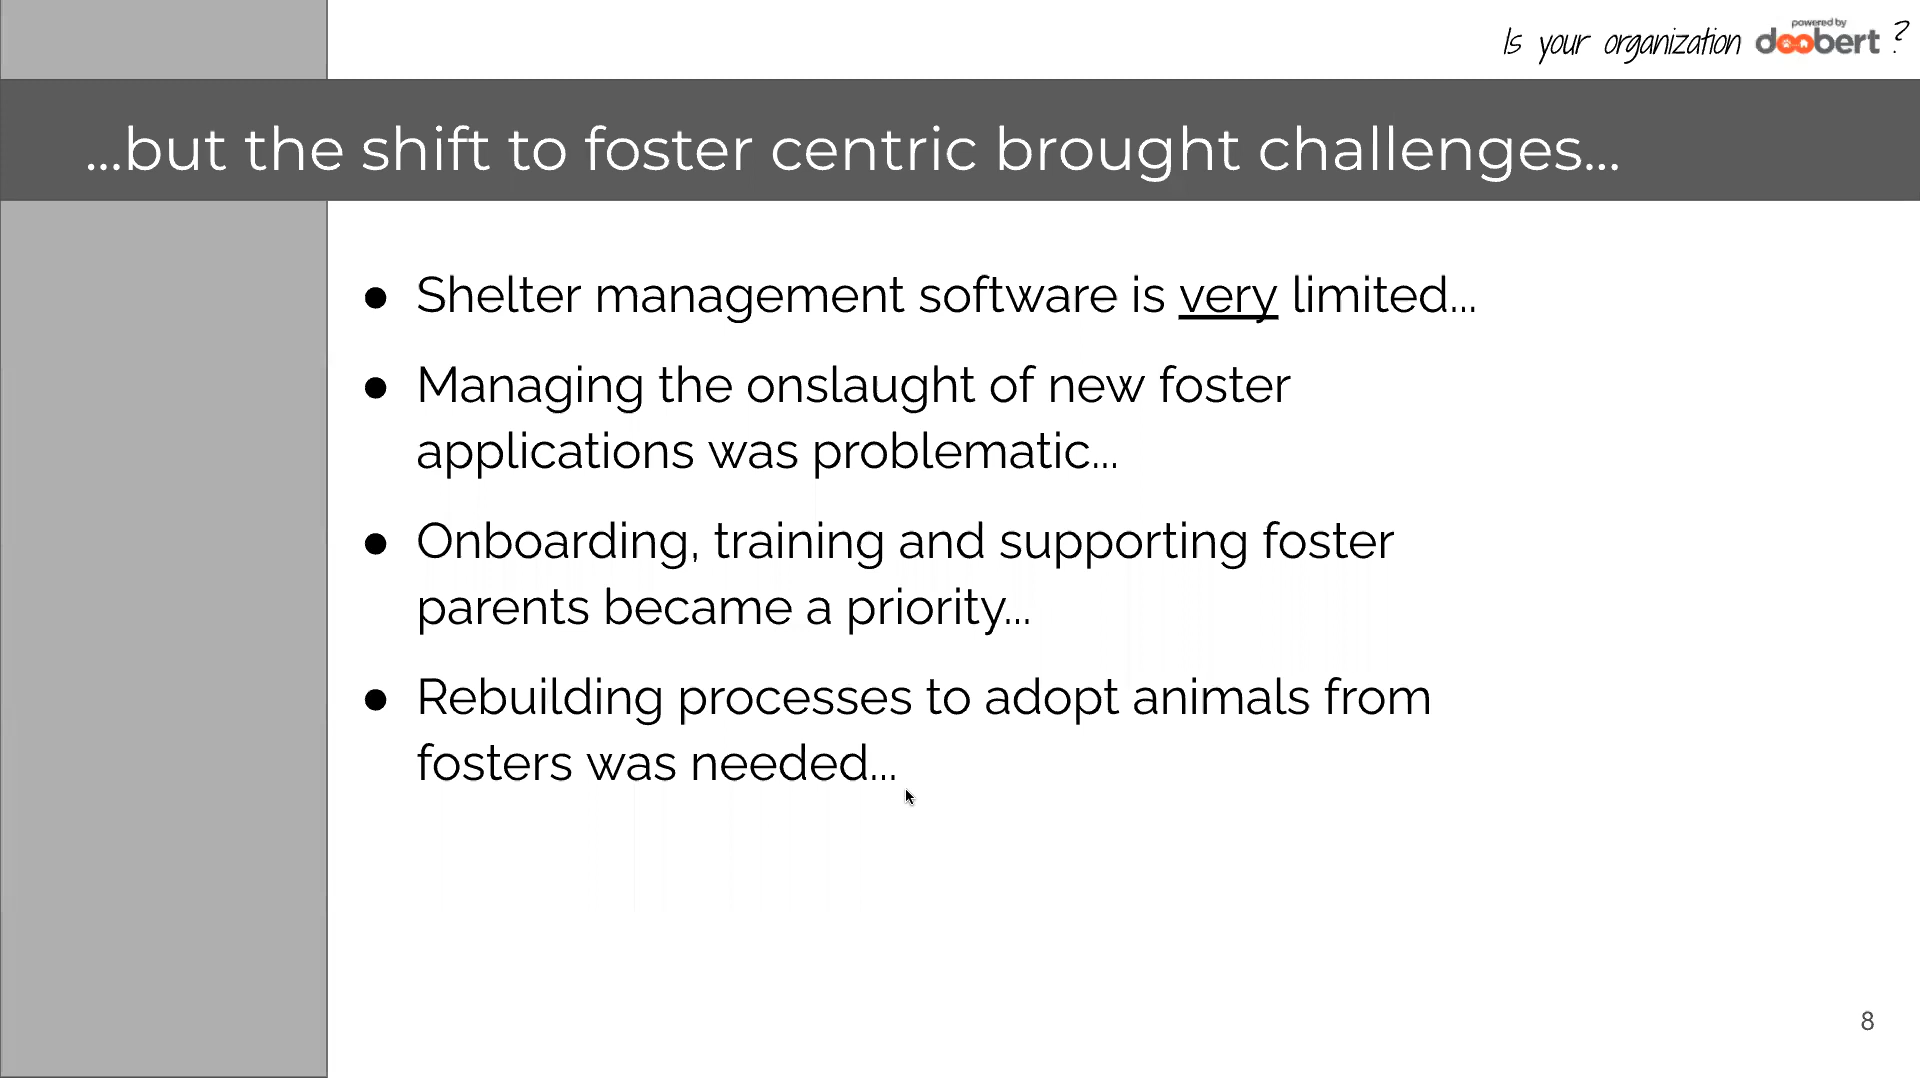 Is your organization powered by doobert ?
...but the shift to foster centric brought challenges...
● Shelter management software is very limited...
● Managing the onslaught of new foster
applications was problematic...
● Onboarding, training and supporting foster
parents became a priority...
● Rebuilding processes to adopt animals from
fosters was needed...
8